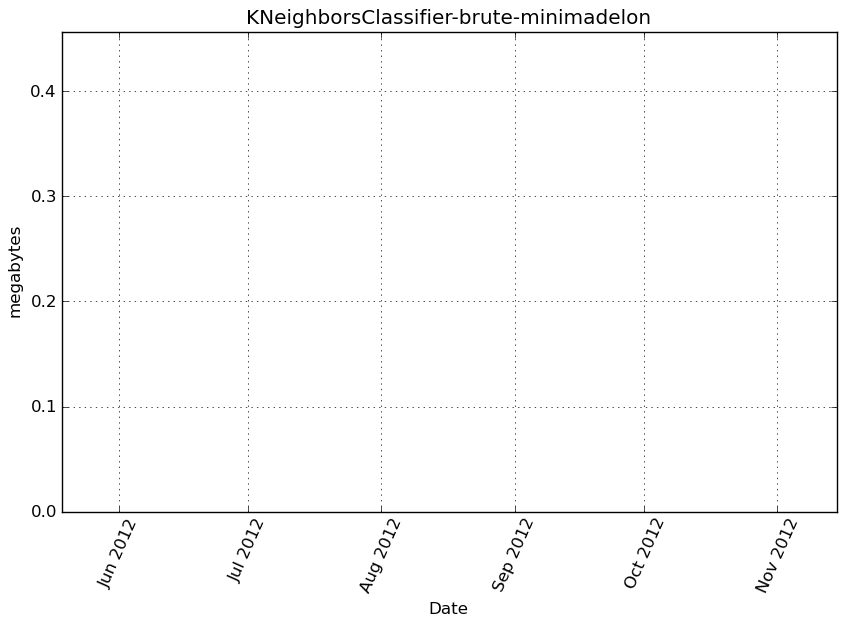 KNeighborsClassifier-brute-minimadelon
0.4
0.3
0.2
0.1
0.0
megabytes
Jun 2012
Jul 2012
Aug 2012
Sep 2012
Oct 2012
Nov 2012
Date